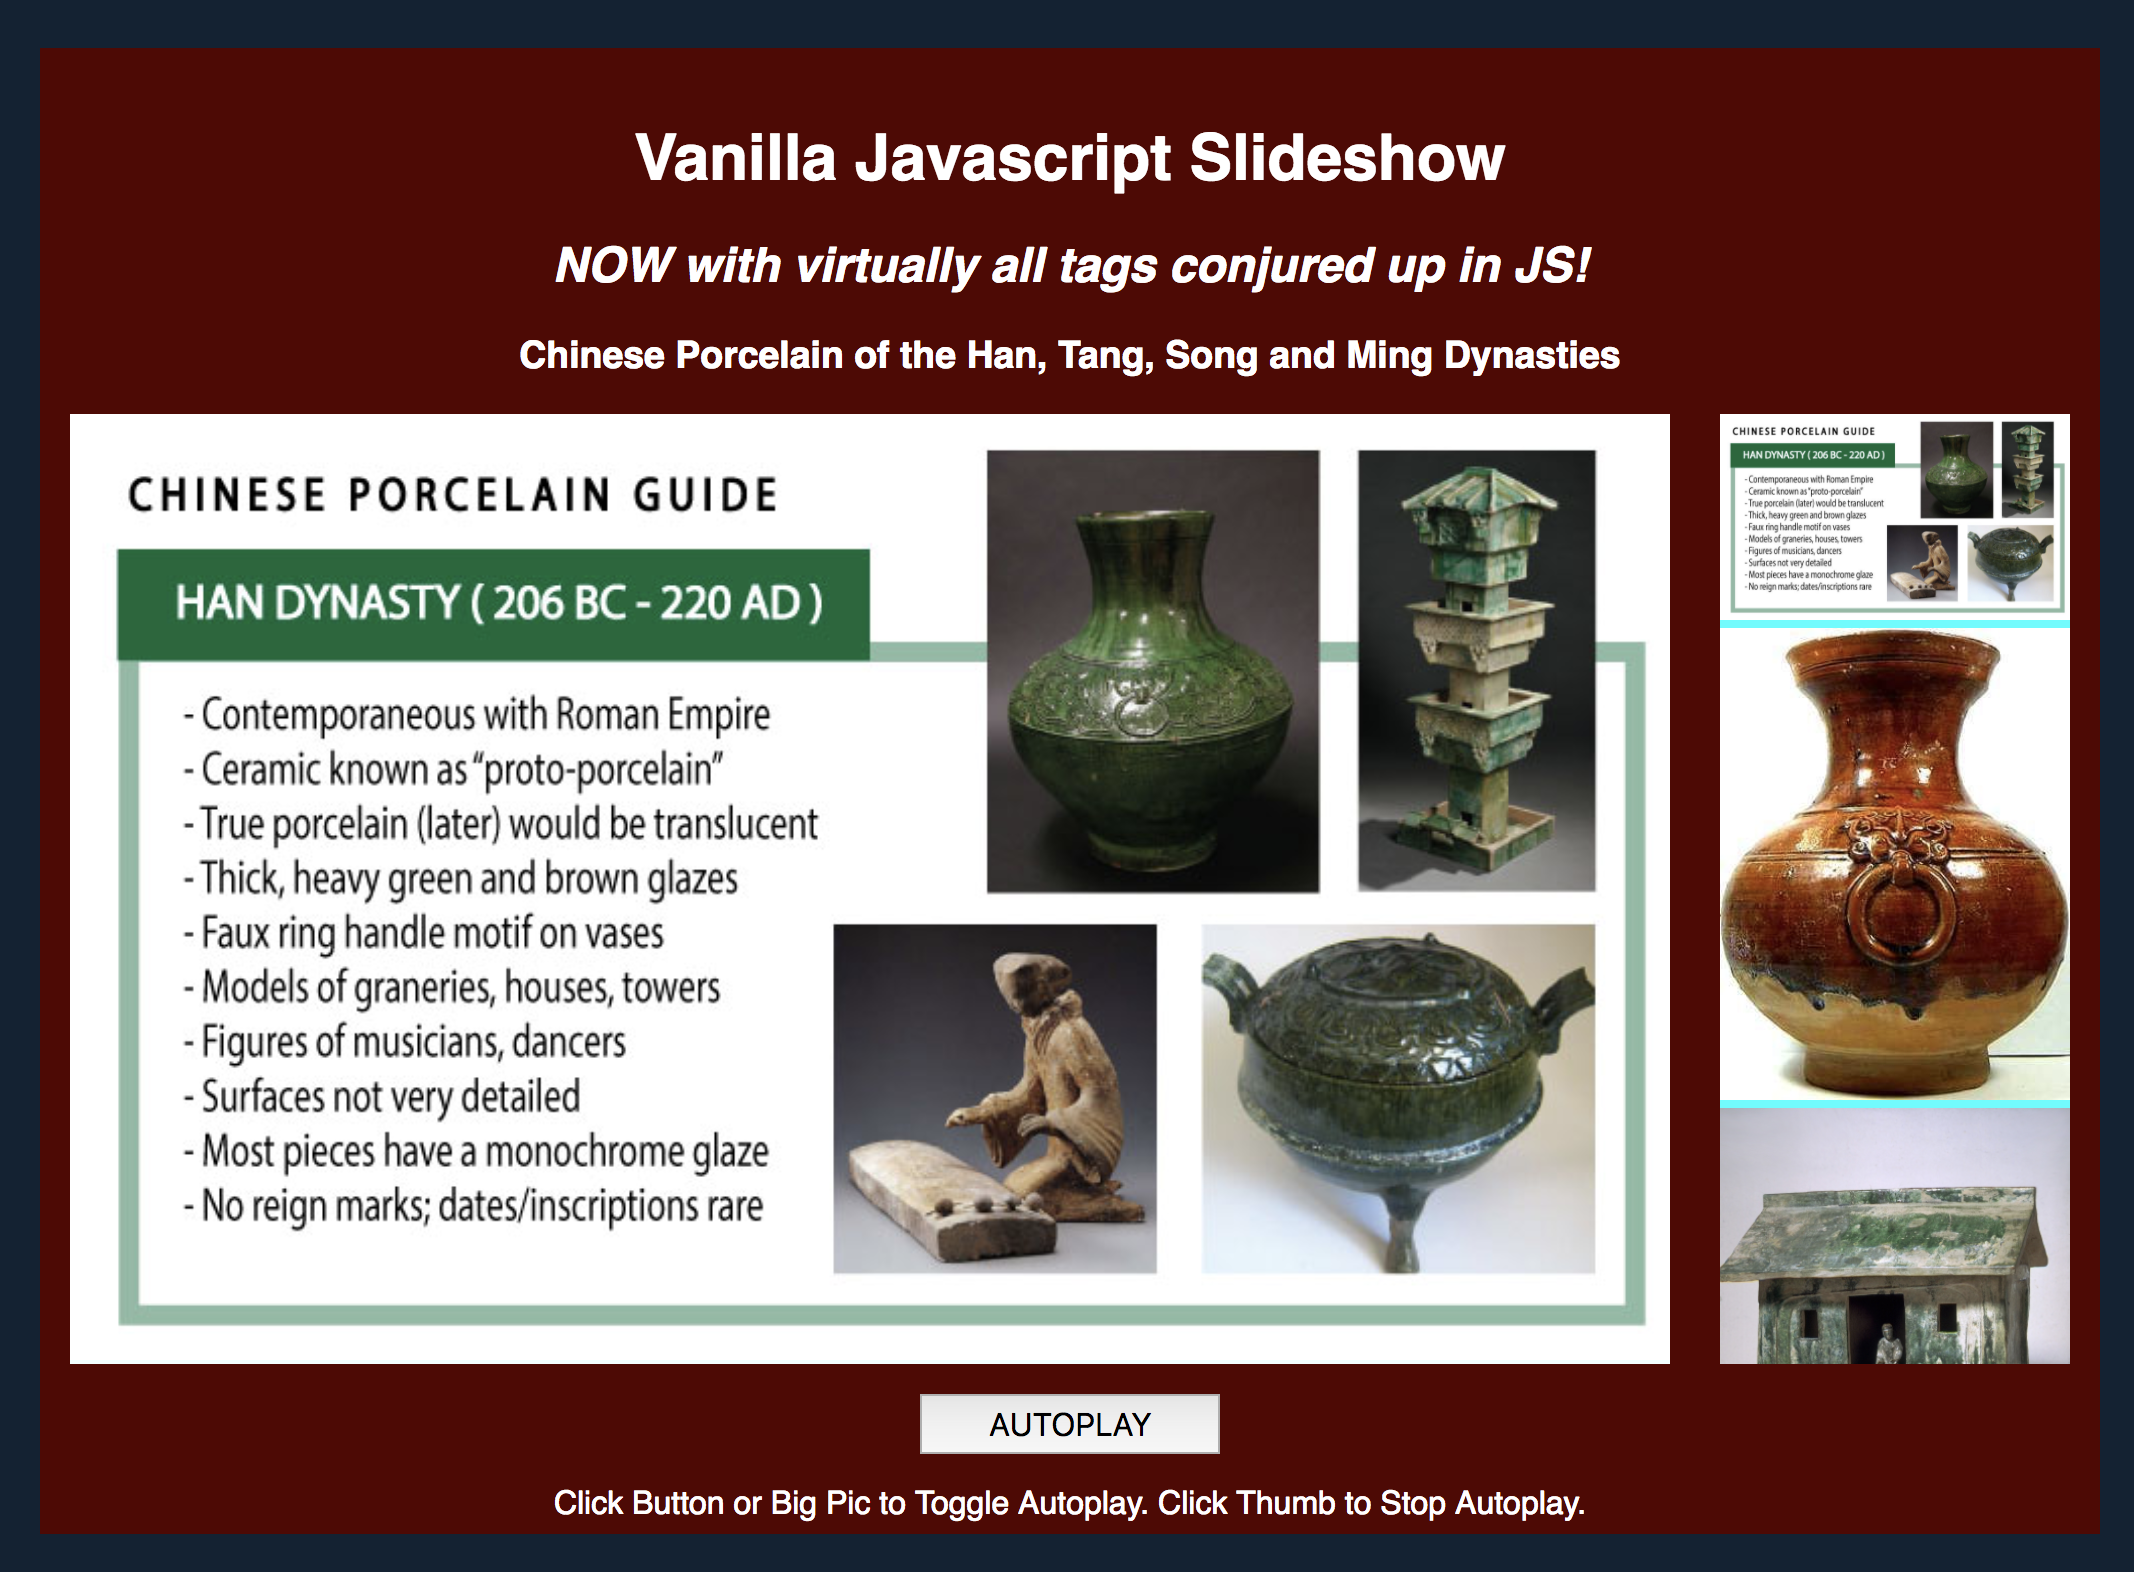 Vanilla Javascript Slideshow
NOW with virtually all tags conjured up in JS!
Chinese Porcelain of the Han, Tang, Song and Ming Dynasties
CHINESE PORCELAIN GUIDE
HAN DYNASTY ( 206 BC - 220 AD )
- Contemporaneous with Roman Empire
- Ceramic known as “proto-porcelain”
- True porcelain (later) would be translucent
- Thick, heavy green and brown glazes
- Faux ring handle motif on vases
- Models of graneries, houses, towers
- Figures of musicians, dancers
- Surfaces not very detailed
- Most pieces have a monochrome glaze
- No reign marks; dates/inscriptions rare
CHINESE PORCELAIN GUIDE
HAN DYNASTY ( 206 BC - 220 AD )
- Contemporaneous with Roman Empire
- Ceramic known as “proto-porcelain”
- True porcelain (later) would be translucent
- Thick, heavy green and brown glazes
- Faux ring handle motif on vases
- Models of graneries, houses, towers
- Figures of musicians, dancers
- Surfaces not very detailed
- Most pieces have a monochrome glaze
- No reign marks; dates/inscriptions rare
AUTOPLAY
Click Button or Big Pic to Toggle Autoplay. Click Thumb to Stop Autoplay.